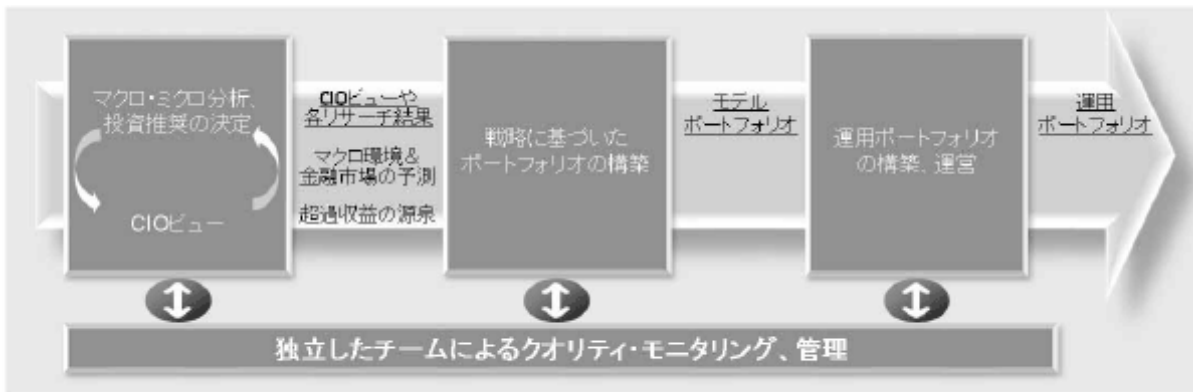 マクロ・ミクロ分析、
投資推奨の決定
CIOビュー
CIOビューや
各リサーチ結果
マクロ環境&
金融市場の予測
超過収益の源泉
戦略に基づいた
ポートフォリオの構築
モデル
ポートフォリオ
運用ポートフォリオ
の構築、運営
運用
ポートフォリオ
独立したチームによるクオリティ・モニタリング、管理